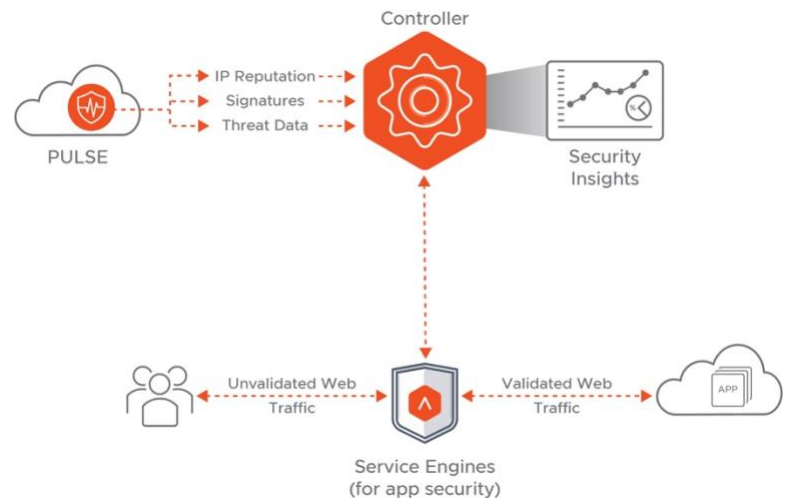 Controller
IP Reputation
Signatures
Threat Data
PULSE
%
Security
Insights
Unvalidated Web
Traffic
Validated Web
Traffic
APP
Service Engines
(for app security)